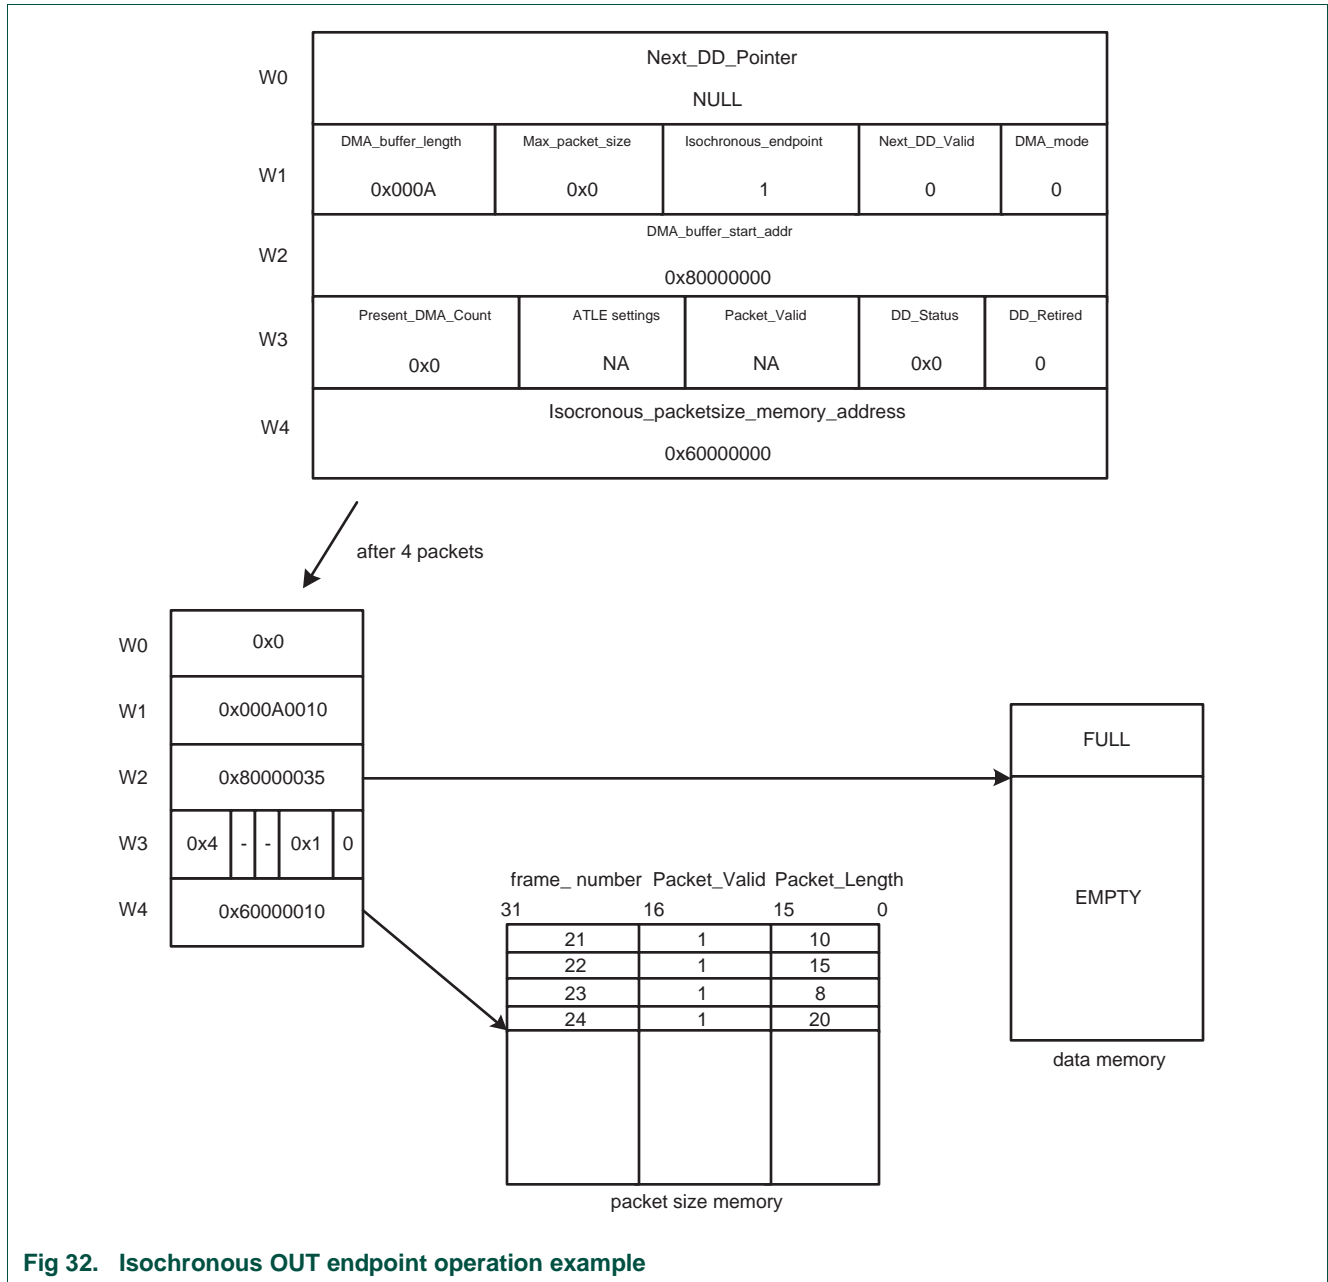 Next_DD_Pointer
W0
NULL
DMA_buffer_length Max_packet_size Isochronous_endpoint Next_DD_Valid DMA_mode
W1
0x000A 0x0 1 0 0
DMA_buffer_start_addr
W2
0x80000000
Present_DMA_Count ATLE settings Packet_Valid DD_Status DD_Retired
W3
0x0 NA NA 0x0 0
Isocronous_packetsize_memory_address
W4
0x60000000
after 4 packets
W0 0x0
W1 0x000A0010
W2 0x80000035
W3 0x4 - - 0x1 0
W4 0x60000010
FULL
EMPTY
data memory
frame_ number Packet_Valid Packet_Length
31 16 15 0
21 1 10
22 1 15
23 1 8
24 1 20
packet size memory
Fig 32. Isochronous OUT endpoint operation example